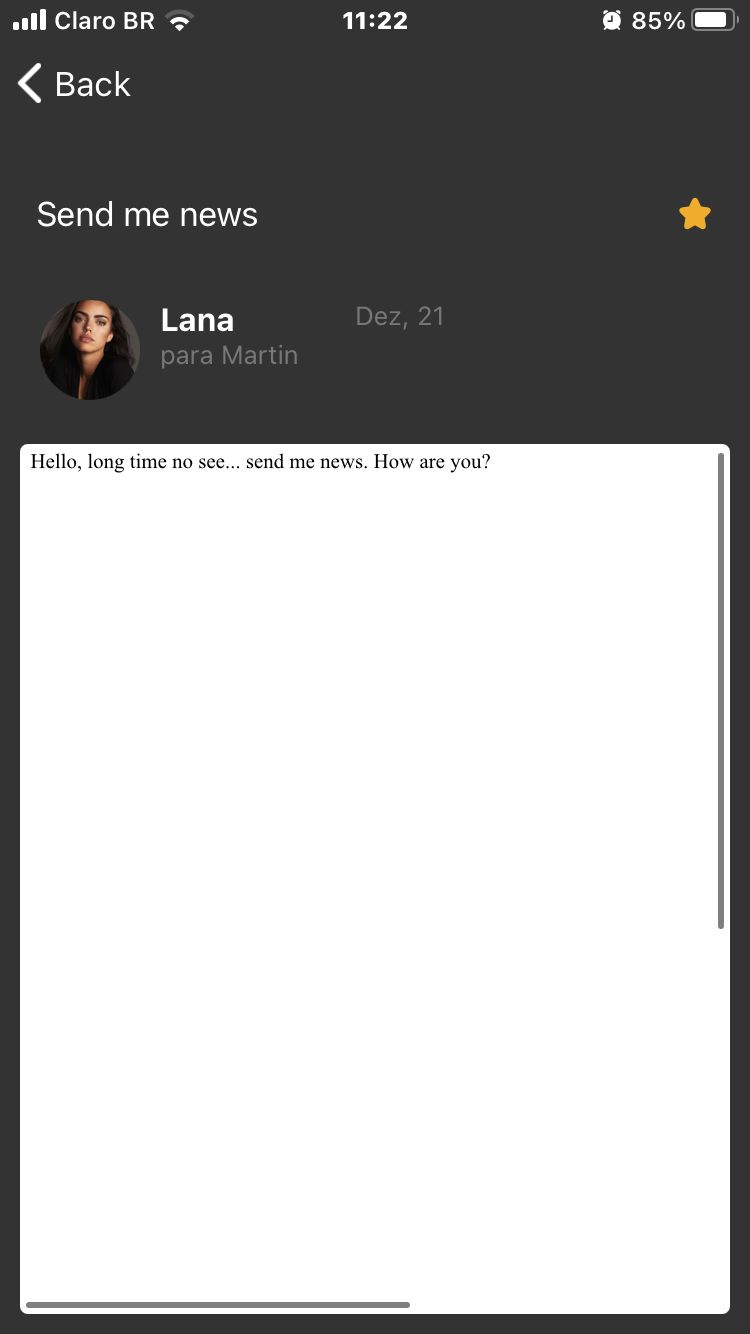 Claro BR 11:22 85%
Back
Send me news
Lana Dez, 21
para Martin
Hello, long time no see... send me news. How are you?